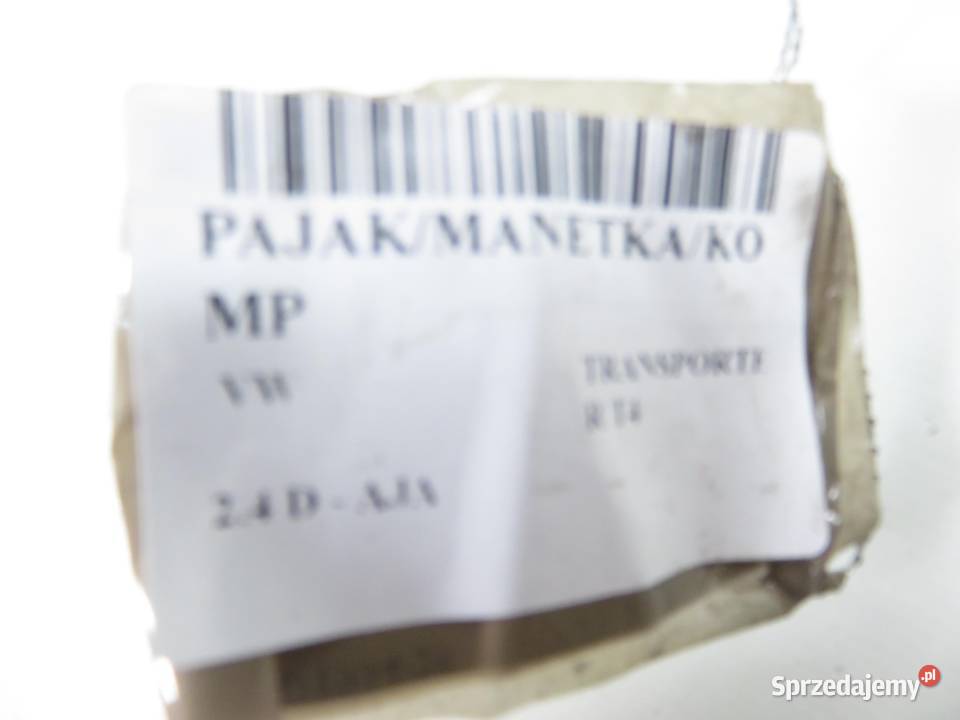 PAJAK/MANETKA/KO
MP
VW
TRANSPORTE
R T4
2.4 D - AJA
Sprzedajemy.pl